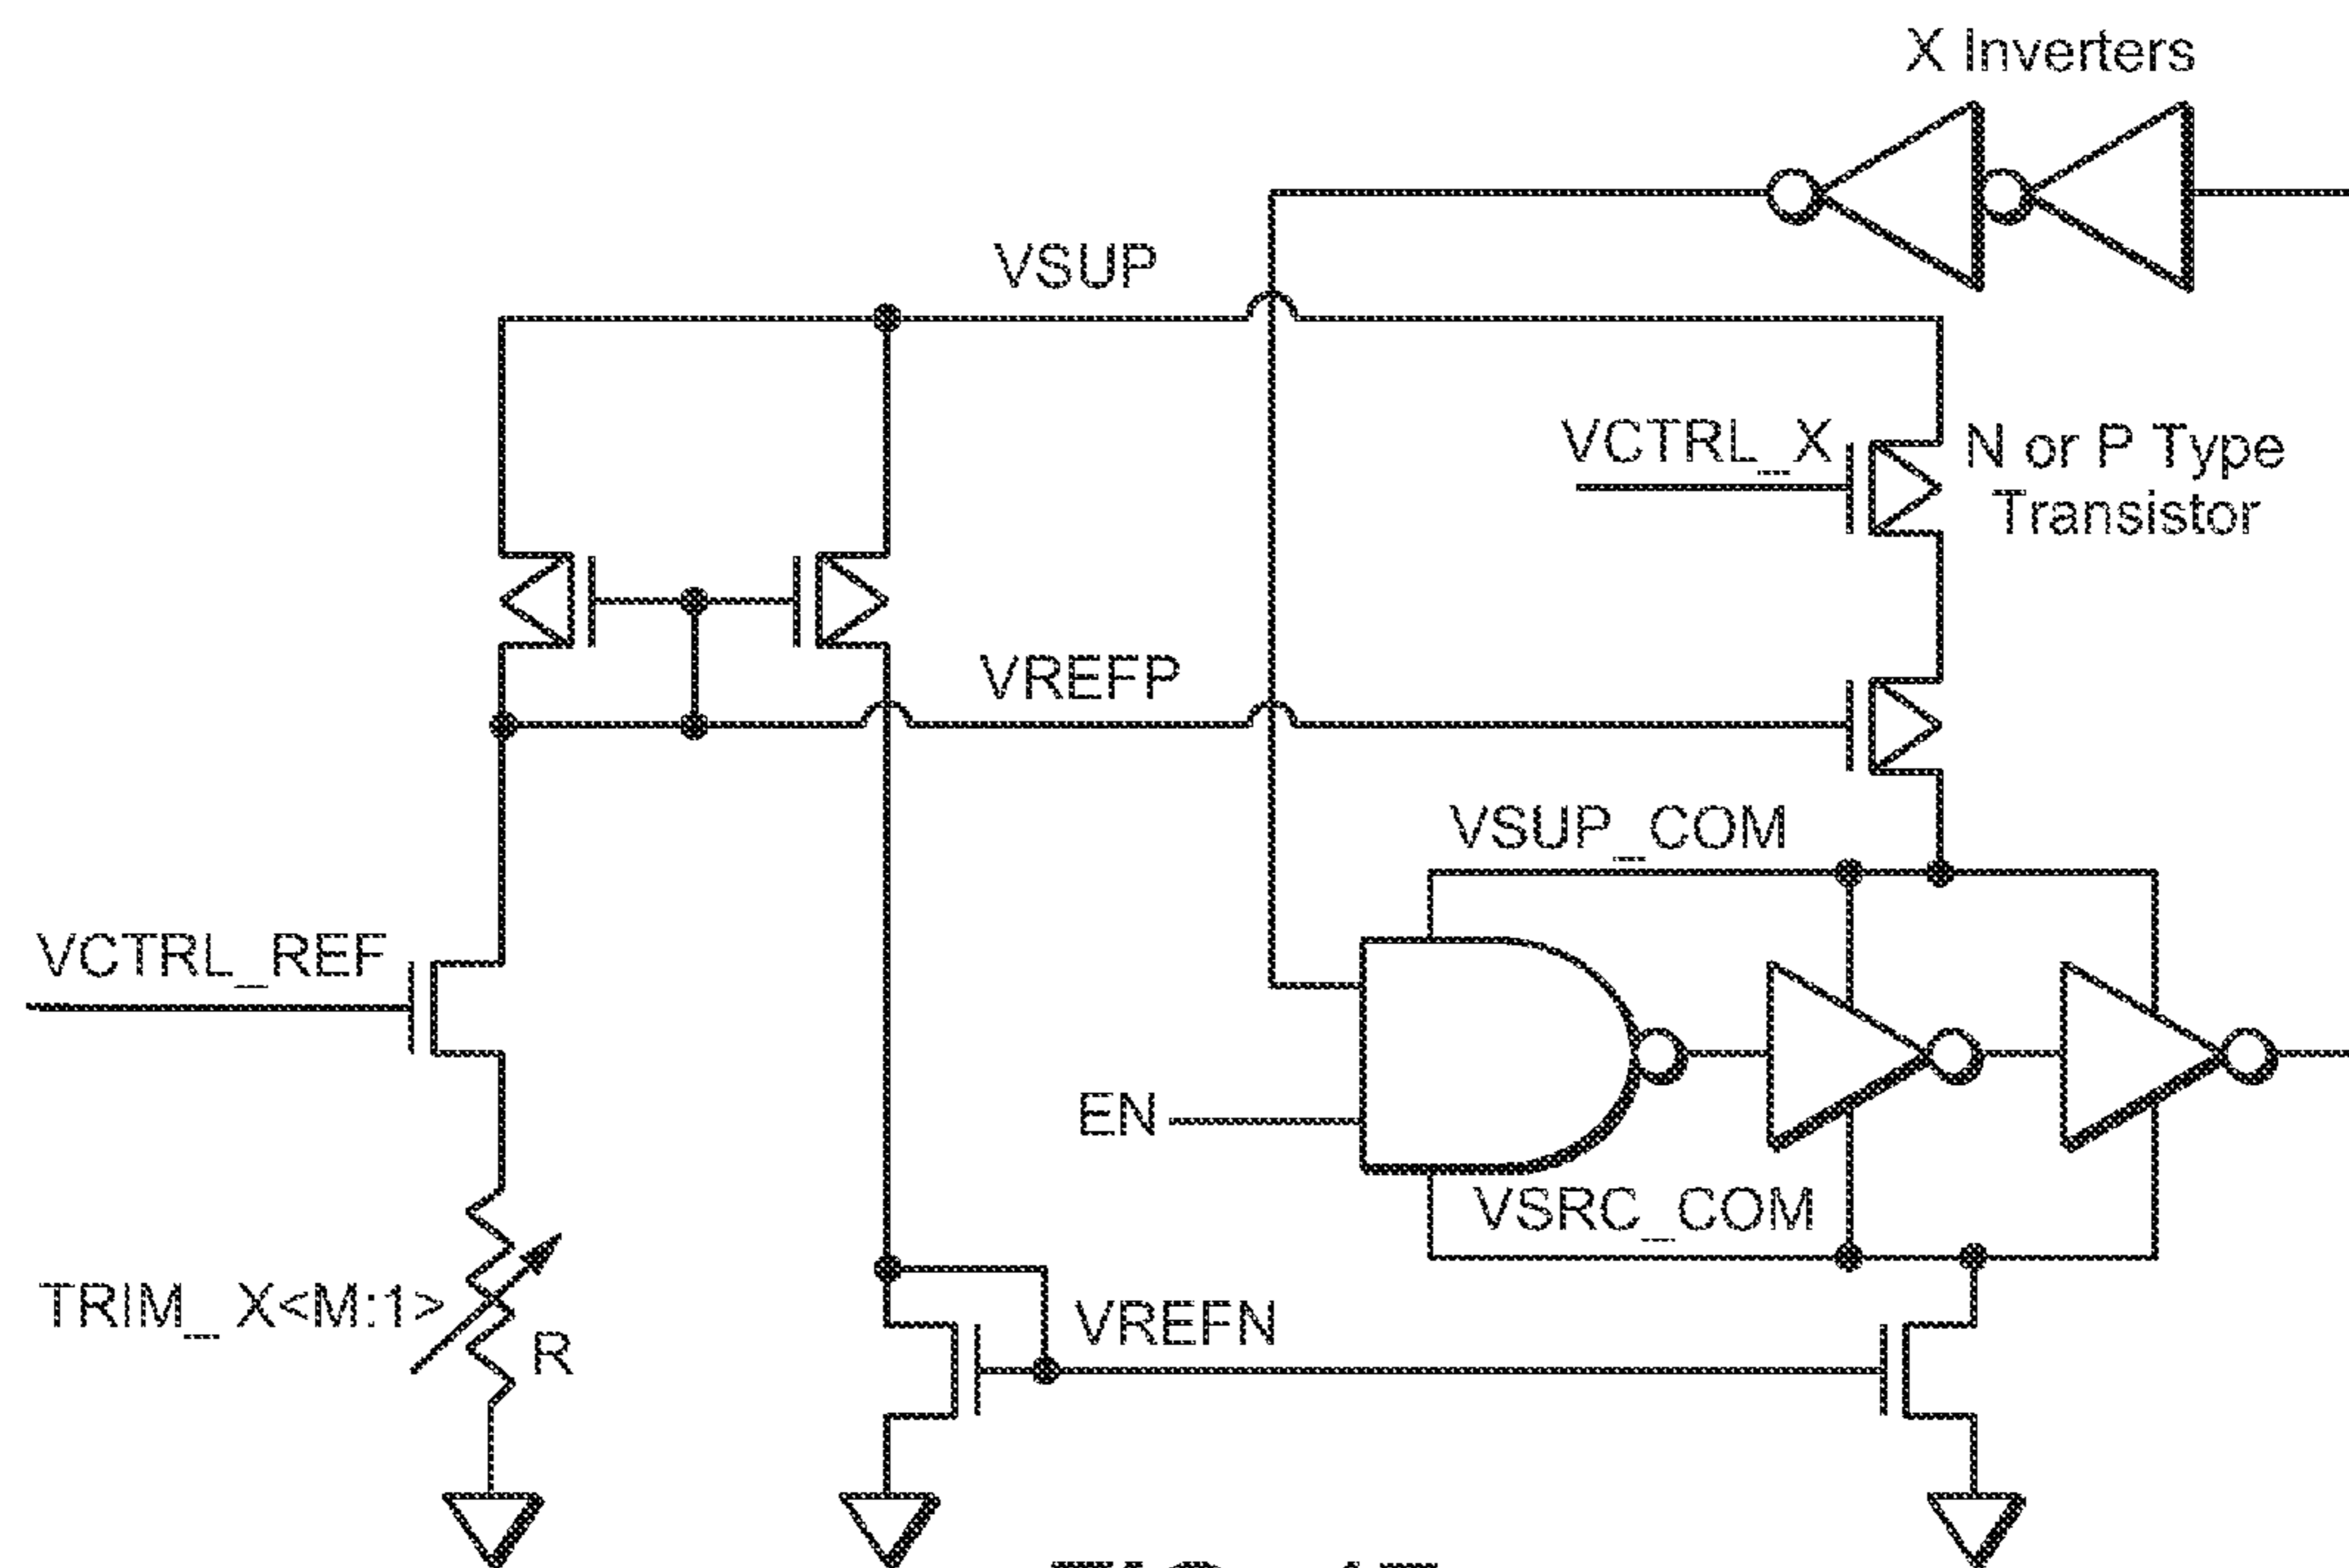 X Inverters
VSUP
VCTRL_X
N or P Type
Transistor
VREFP
VSUP_COM
VCTRL_REF
EN
VSRC_COM
TRIM_ X<M:1>
R
VREFN